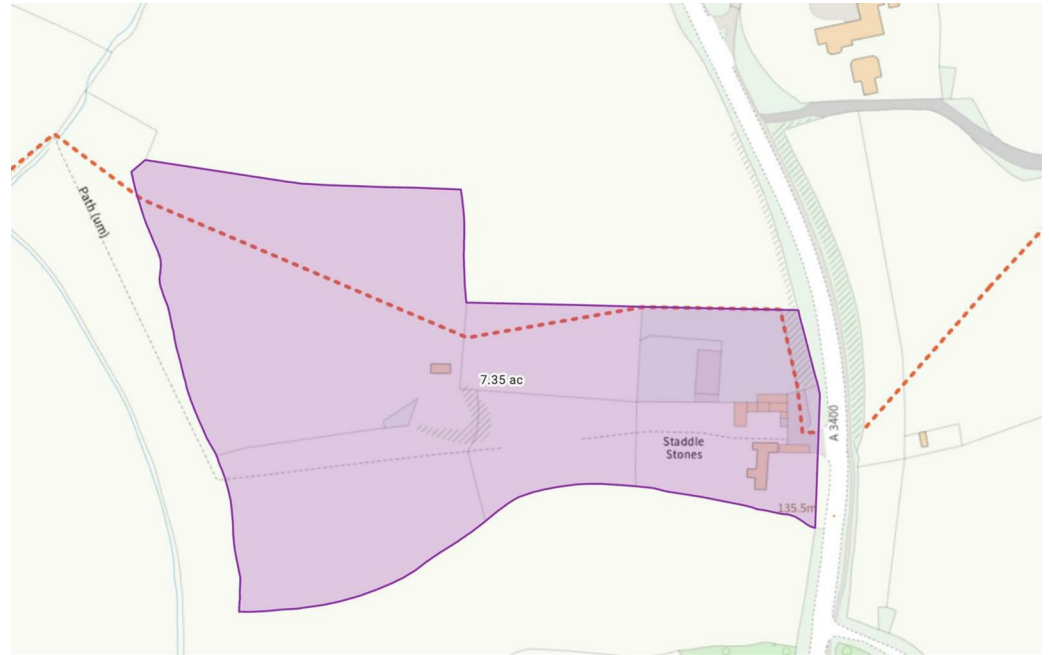 Path (um)
7.35 ac
A 3400
Staddle
Stones
135.5m